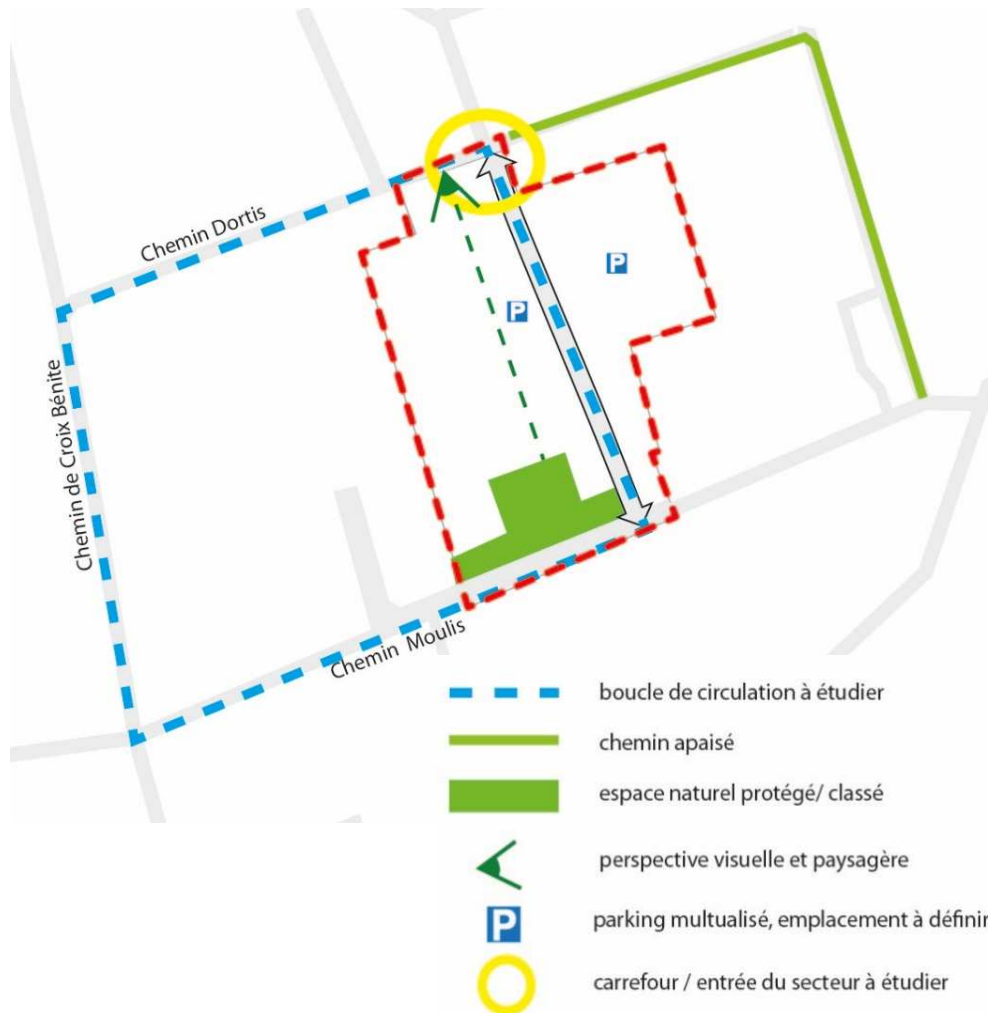 Chemin Dortis
P
P
Chemin de Croix Bénite
Chemin Moulis
boucle de circulation à étudier
chemin apaisé
espace naturel protégé/ classé
perspective visuelle et paysagère
P
parking multualisé, emplacement à définir
carrefour / entrée du secteur à étudier